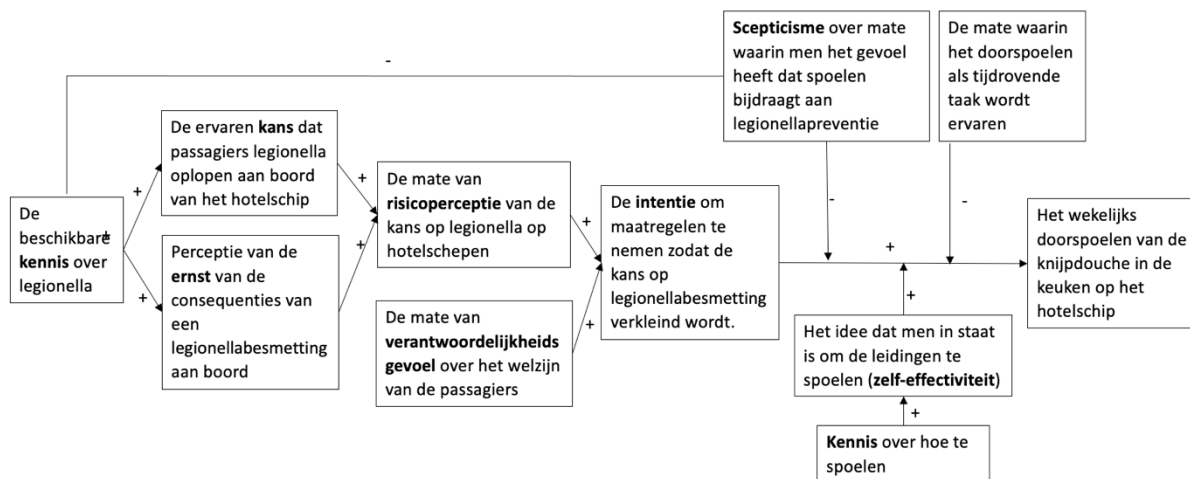 De
beschikbare
kennis over
legionella
+
+
+
-
De ervaren kans dat
passagiers legionella
oplopen aan boord
van het hotelschip
Perceptie van de
ernst van de
consequenties van
een
legionellabesmetting
aan boord
+
+
De mate van
risicoperceptie van de
kans op legionella op
hotelschepen
De mate van
verantwoordelijkheids
gevoel over het welzijn
van de passagiers
+
+
De intentie om
maatregelen te
nemen zodat de
kans op
legionellabesmetting
verkleind wordt.
Scepticisme over mate
waarin men het gevoel
heeft dat spoelen
bijdraagt aan
legionellapreventie
-
De mate waarin
het doorspoelen
als tijdrovende
taak wordt
ervaren
-
+
+
Het idee dat men in staat
is om de leidingen te
spoelen (zelf-effectiviteit)
+
Kennis over hoe te
spoelen
Het wekelijks
doorspoelen van de
knijpdouche in de
keuken op het
hotelschip